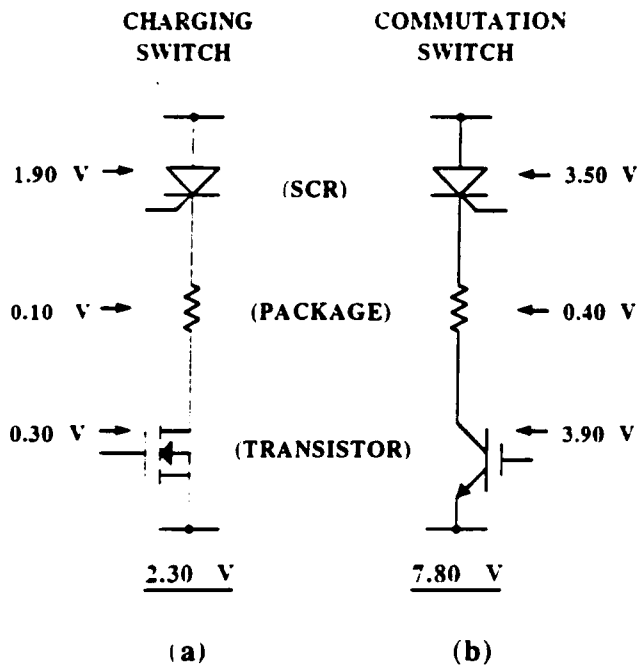 CHARGING COMMUTATION
SWITCH SWITCH
1.90 V (SCR) 3.50 V
0.10 V (PACKAGE) 0.40 V
0.30 V (TRANSISTOR) 3.90 V
2.30 V 7.80 V
(a) (b)